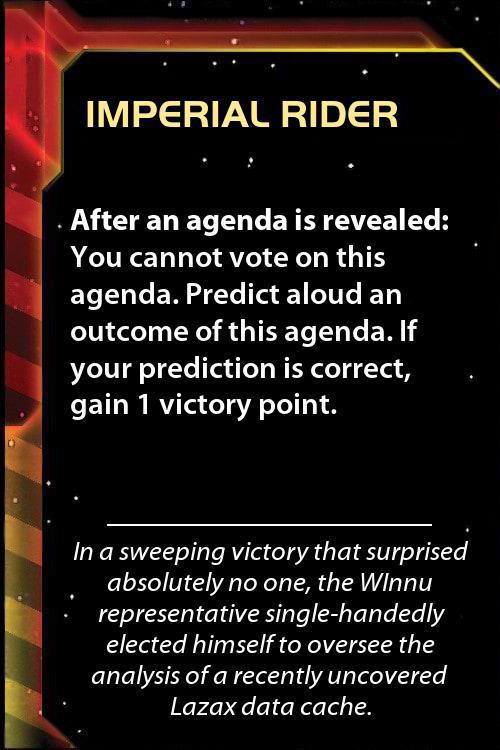 IMPERIAL RIDER
After an agenda is revealed:
You cannot vote on this
agenda. Predict aloud an
outcome of this agenda. If
your prediction is correct,
gain 1 victory point.
In a sweeping victory that surprised
absolutely no one, the WInnu
representative single-handedly
elected himself to oversee the
analysis of a recently uncovered
Lazax data cache.